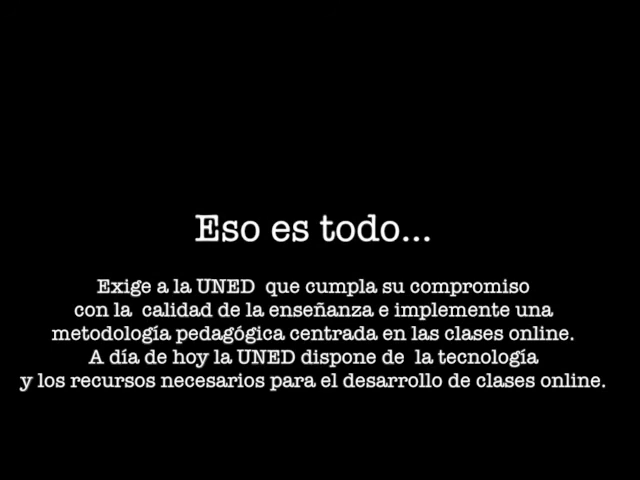 Eso es todo...
Exige a la UNED  que cumpla su compromiso
con la  calidad de la enseñanza e implemente una
metodología pedagógica centrada en las clases online.
A día de hoy la UNED dispone de  la tecnología
y los recursos necesarios para el desarrollo de clases online.